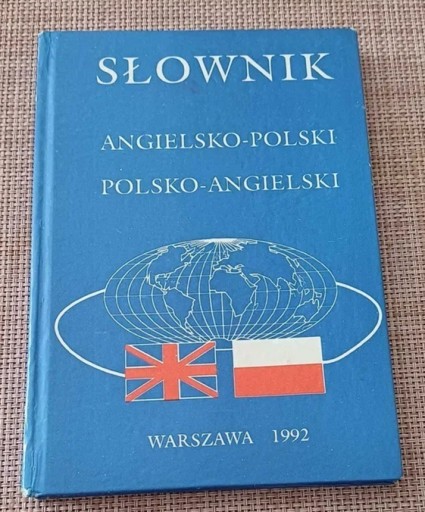 SŁOWNIK
ANGIELSKO-POLSKI
POLSKO-ANGIELSKI
WARSZAWA 1992